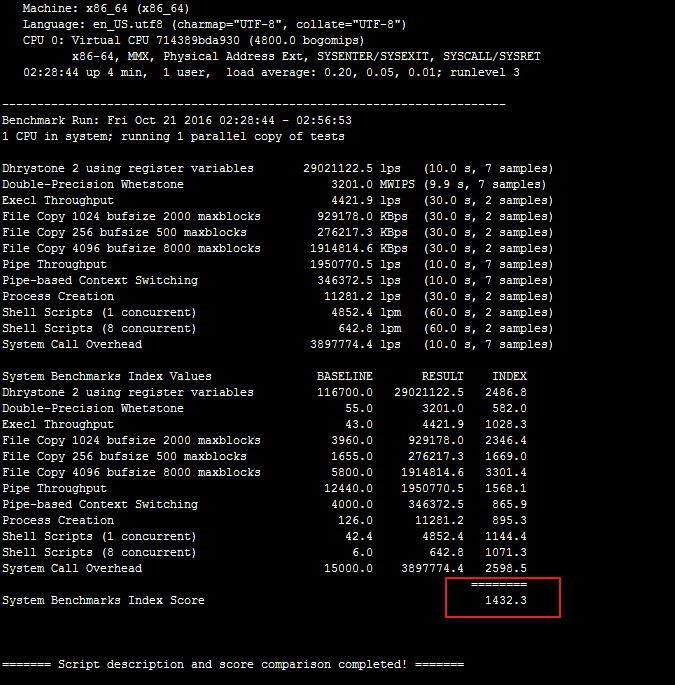 Machine: x86_64 (x86_64)
Language: en_US.utf8 (charmap="UTF-8", collate="UTF-8")
CPU 0: Virtual CPU 714389bda930 (4800.0 bogomips)
x86-64, MMX, Physical Address Ext, SYSENTER/SYSEXIT, SYSCALL/SYSRET
02:28:44 up 4 min,  1 user,  load average: 0.20, 0.05, 0.01; runlevel 3
------------------------------------------------------------------------
Benchmark Run: Fri Oct 21 2016 02:28:44 - 02:56:53
1 CPU in system; running 1 parallel copy of tests
Dhrystone 2 using register variables       29021122.5 lps   (10.0 s, 7 samples)
Double-Precision Whetstone                     3201.0 MWIPS (9.9 s, 7 samples)
Execl Throughput                               4421.9 lps   (30.0 s, 2 samples)
File Copy 1024 bufsize 2000 maxblocks        929178.0 KBps  (30.0 s, 2 samples)
File Copy 256 bufsize 500 maxblocks          276217.3 KBps  (30.0 s, 2 samples)
File Copy 4096 bufsize 8000 maxblocks       1914814.6 KBps  (30.0 s, 2 samples)
Pipe Throughput                             1950770.5 lps   (10.0 s, 7 samples)
Pipe-based Context Switching                 346372.5 lps   (10.0 s, 7 samples)
Process Creation                              11281.2 lps   (30.0 s, 2 samples)
Shell Scripts (1 concurrent)                   4852.4 lpm   (60.0 s, 2 samples)
Shell Scripts (8 concurrent)                    642.8 lpm   (60.0 s, 2 samples)
System Call Overhead                        3897774.4 lps   (10.0 s, 7 samples)
System Benchmarks Index Values               BASELINE       RESULT    INDEX
Dhrystone 2 using register variables         116700.0   29021122.5   2486.8
Double-Precision Whetstone                       55.0       3201.0    582.0
Execl Throughput                                 43.0       4421.9   1028.3
File Copy 1024 bufsize 2000 maxblocks          3960.0     929178.0   2346.4
File Copy 256 bufsize 500 maxblocks            1655.0     276217.3   1669.0
File Copy 4096 bufsize 8000 maxblocks          5800.0    1914814.6   3301.4
Pipe Throughput                               12440.0    1950770.5   1568.1
Pipe-based Context Switching                   4000.0     346372.5    865.9
Process Creation                                126.0      11281.2    895.3
Shell Scripts (1 concurrent)                     42.4       4852.4   1144.4
Shell Scripts (8 concurrent)                      6.0        642.8   1071.3
System Call Overhead                          15000.0    3897774.4   2598.5
========
System Benchmarks Index Score                                        1432.3
======= Script description and score comparison completed! =======